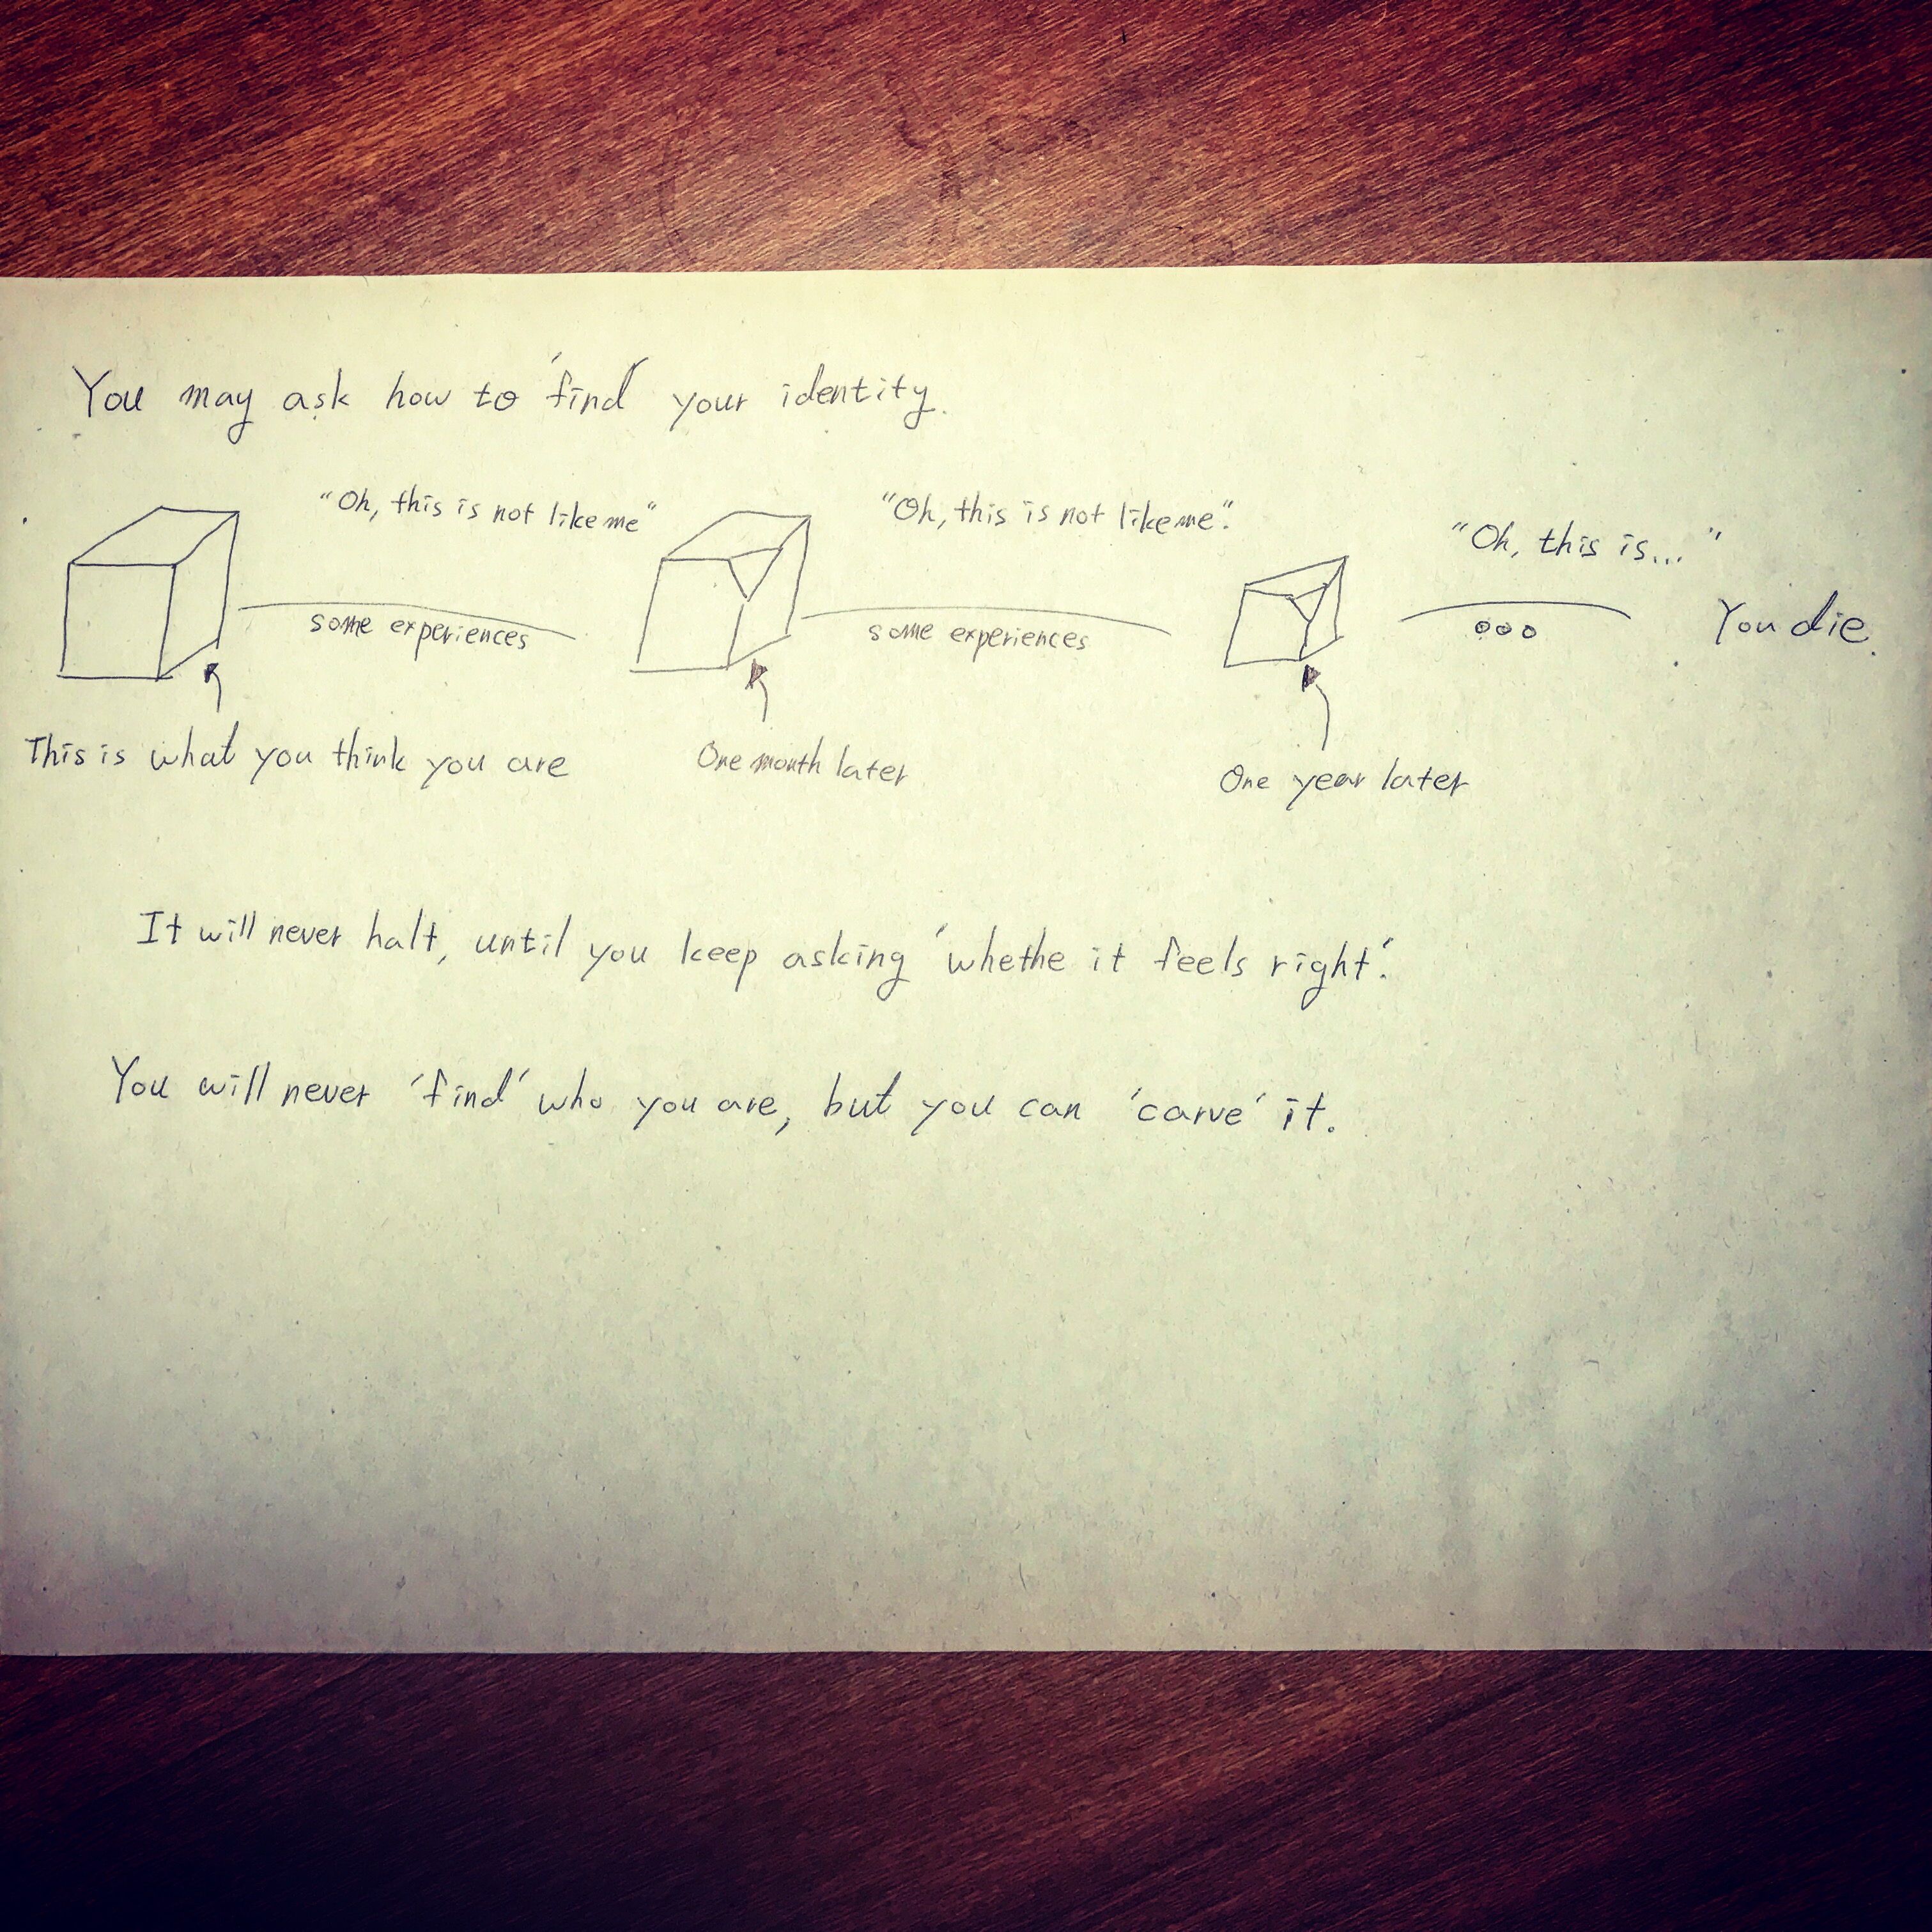 You may ask how to 'find' your identity.
"Oh, this is not like me"
"Oh, this is not like me".
"Oh, this is... "
some experiences
some experiences
ooo
You die.
This is what you think you are
One month later
One year later
It will never halt, until you keep asking 'whethe it feels right'.
You will never 'find' who you are, but you can 'carve' it.